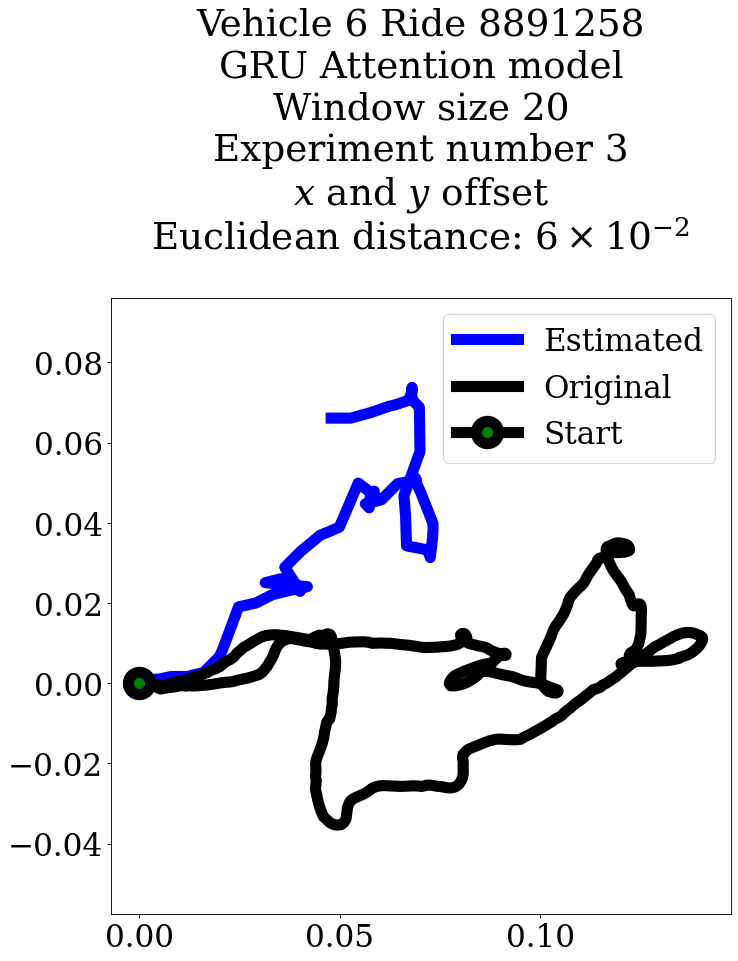 Vehicle 6 Ride 8891258
GRU Attention model
Window size 20
Experiment number 3
x and y offset
Euclidean distance: 6 × 10⁻²
Estimated
Original
Start
0.08
0.06
0.04
0.02
0.00
−0.02
−0.04
0.00 0.05 0.10